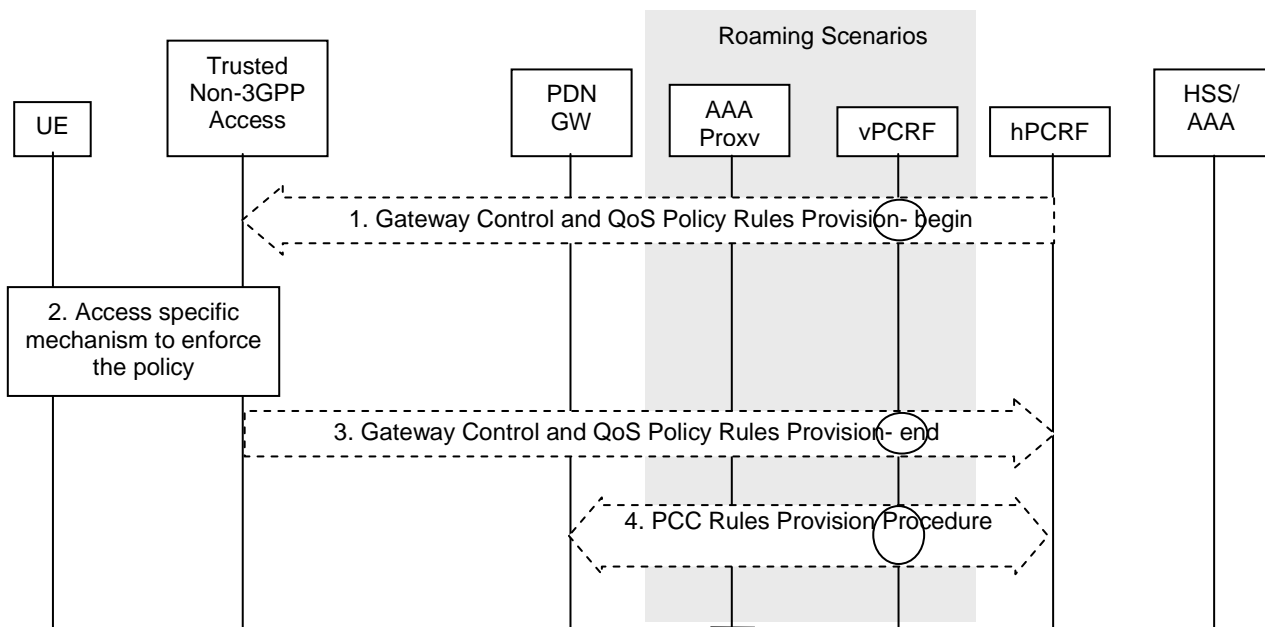 Roaming Scenarios
UE
Trusted
Non-3GPP
Access
PDN
GW
AAA
Proxv
vPCRF
hPCRF
HSS/
AAA
1. Gateway Control and QoS Policy Rules Provision- begin
2. Access specific
mechanism to enforce
the policy
3. Gateway Control and QoS Policy Rules Provision- end
4. PCC Rules Provision Procedure